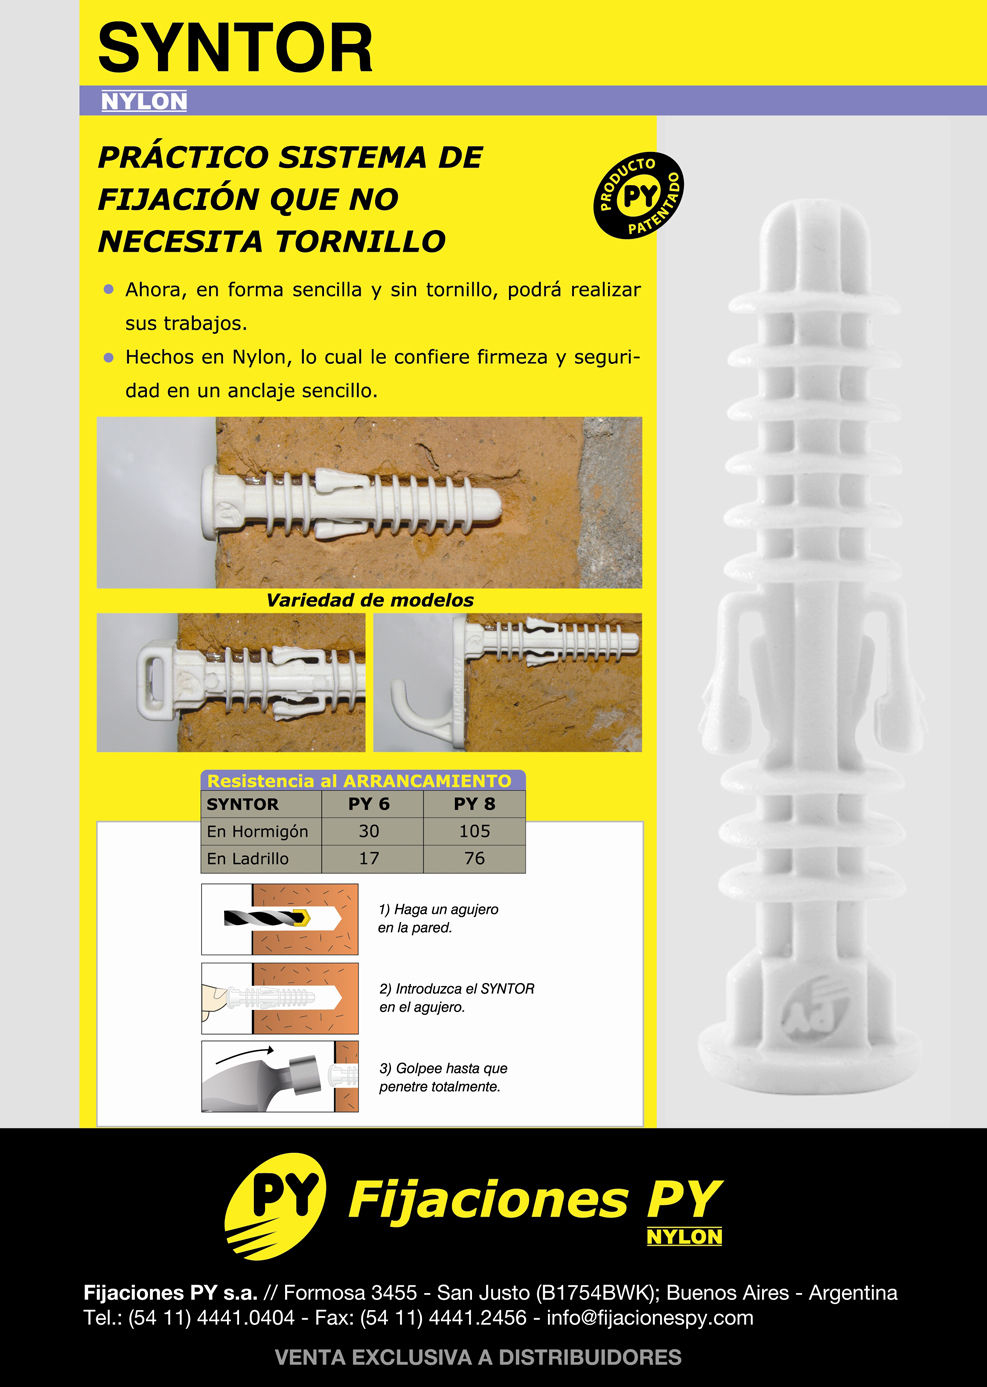 SYNTOR
NYLON
PRÁCTICO SISTEMA DE
FIJACIÓN QUE NO
NECESITA TORNILLO
PRODUCTO
PY
PATENTADO
Ahora, en forma sencilla y sin tornillo, podrá realizar
sus trabajos.
Hechos en Nylon, lo cual le confiere firmeza y seguri-
dad en un anclaje sencillo.
Variedad de modelos
Resistencia al ARRANCAMIENTO
SYNTOR PY 6 PY 8
En Hormigón 30 105
En Ladrillo 17 76
1) Haga un agujero
en la pared.
2) Introduzca el SYNTOR
en el agujero.
3) Golpee hasta que
penetre totalmente.
PY
PY Fijaciones PY
NYLON
Fijaciones PY s.a. // Formosa 3455 - San Justo (B1754BWK); Buenos Aires - Argentina
Tel.: (54 11) 4441.0404 - Fax: (54 11) 4441.2456 - info@fijacionespy.com
VENTA EXCLUSIVA A DISTRIBUIDORES